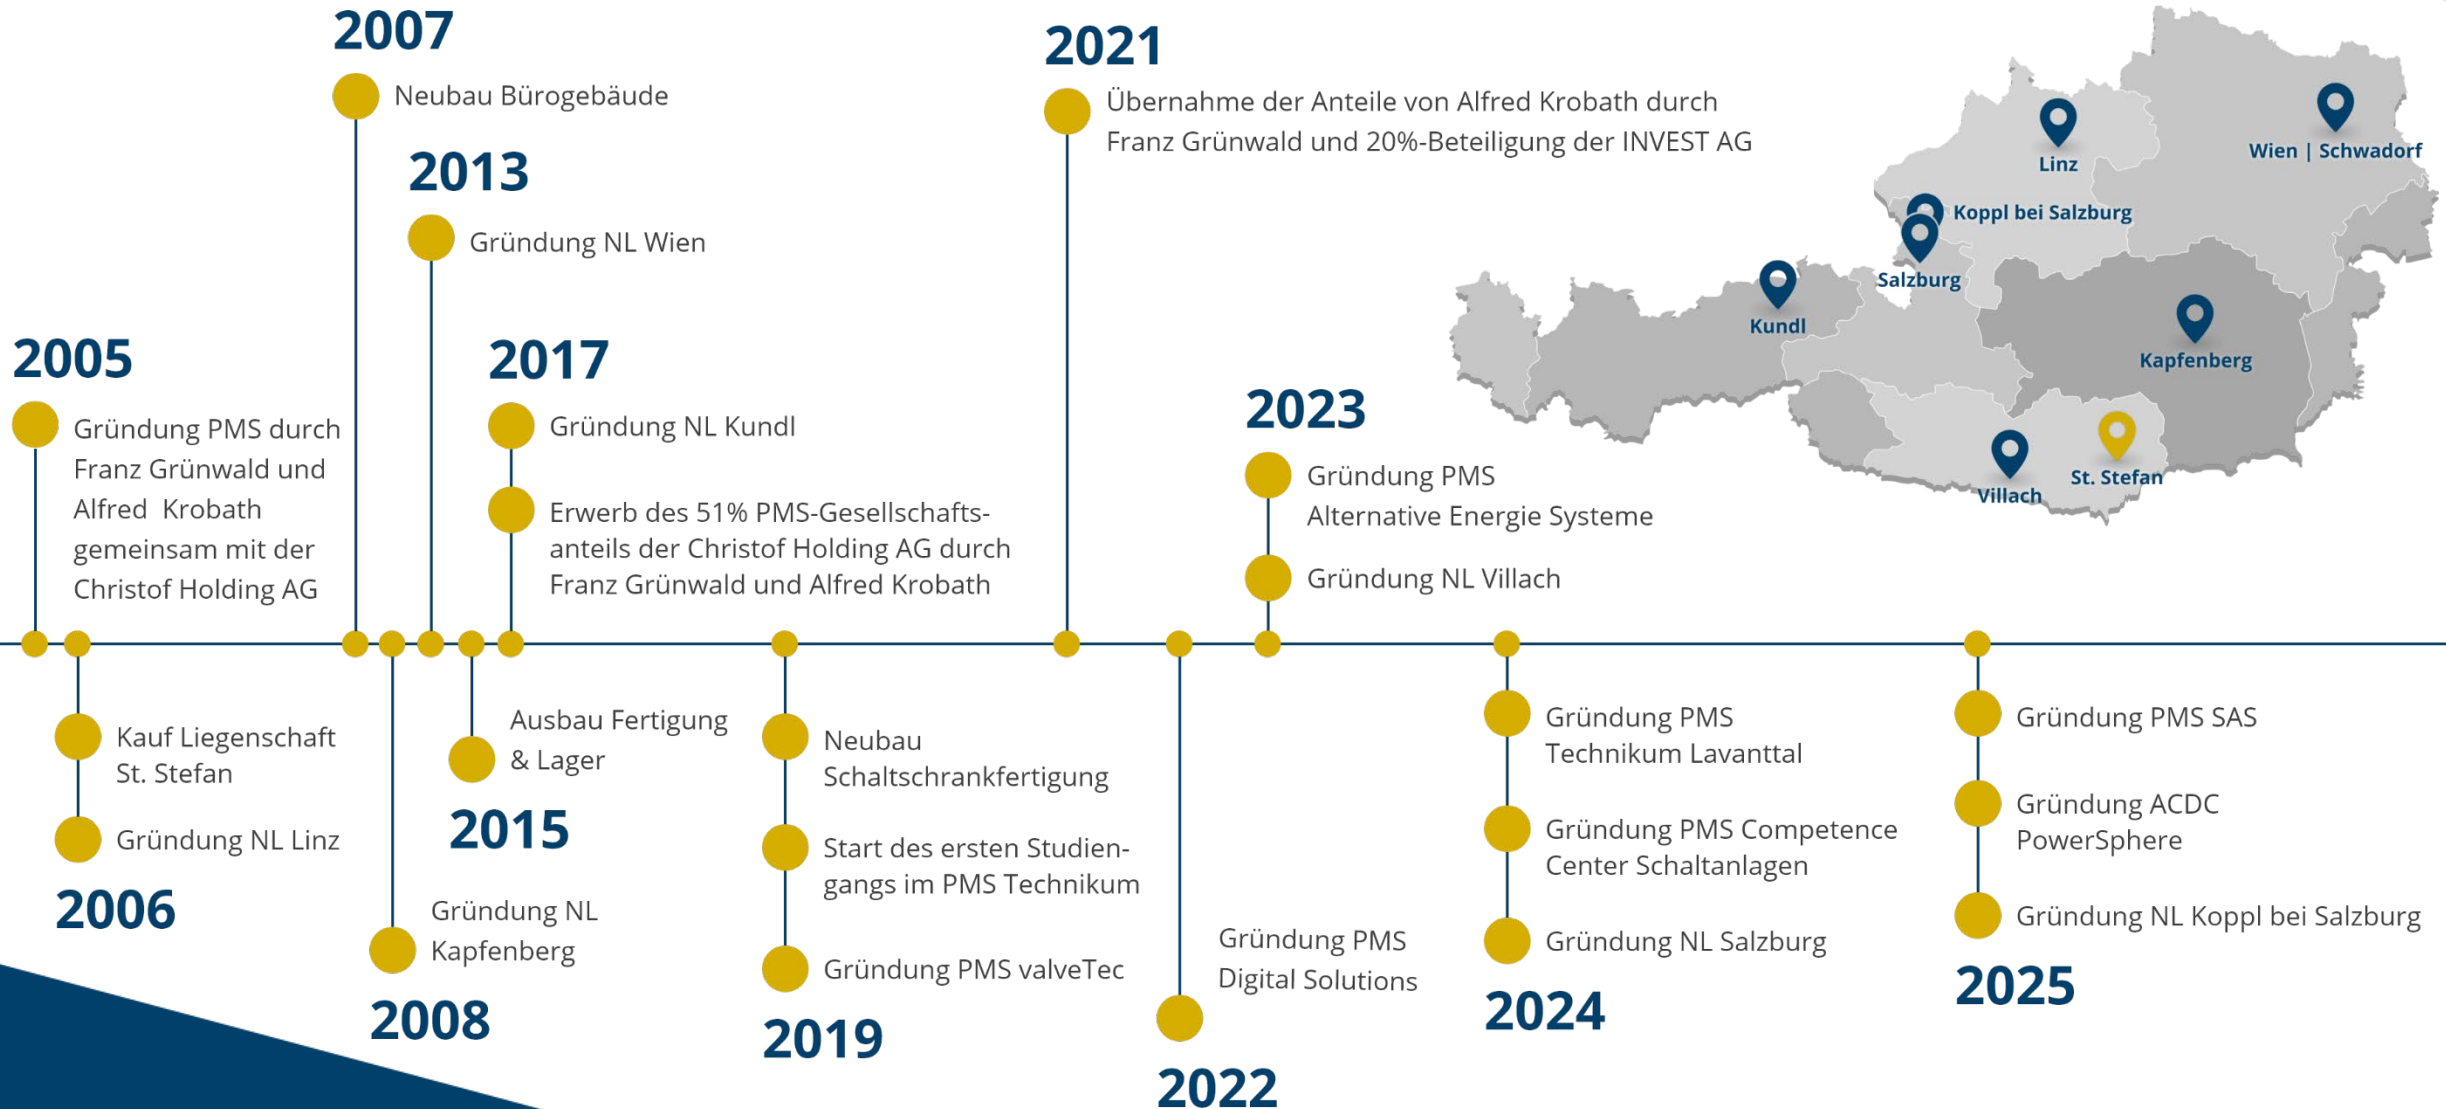 2005
Gründung PMS durch
Franz Grünwald und
Alfred  Krobath
gemeinsam mit der
Christof Holding AG
Kauf Liegenschaft
St. Stefan
Gründung NL Linz
2006
2007
Neubau Bürogebäude
Gründung NL
Kapfenberg
2008
2013
Gründung NL Wien
Ausbau Fertigung
& Lager
2015
2017
Gründung NL Kundl
Erwerb des 51% PMS-Gesellschafts-
anteils der Christof Holding AG durch
Franz Grünwald und Alfred Krobath
Neubau
Schaltschrankfertigung
Start des ersten Studien-
gangs im PMS Technikum
Gründung PMS valveTec
2019
2021
Übernahme der Anteile von Alfred Krobath durch
Franz Grünwald und 20%-Beteiligung der INVEST AG
Gründung PMS
Digital Solutions
2022
2023
Gründung PMS
Alternative Energie Systeme
Gründung NL Villach
Gründung PMS
Technikum Lavanttal
Gründung PMS Competence
Center Schaltanlagen
Gründung NL Salzburg
2024
Gründung PMS SAS
Gründung ACDC
PowerSphere
Gründung NL Koppl bei Salzburg
2025
Linz
Wien | Schwadorf
Koppl bei Salzburg
Salzburg
Kundl
Kapfenberg
St. Stefan
Villach